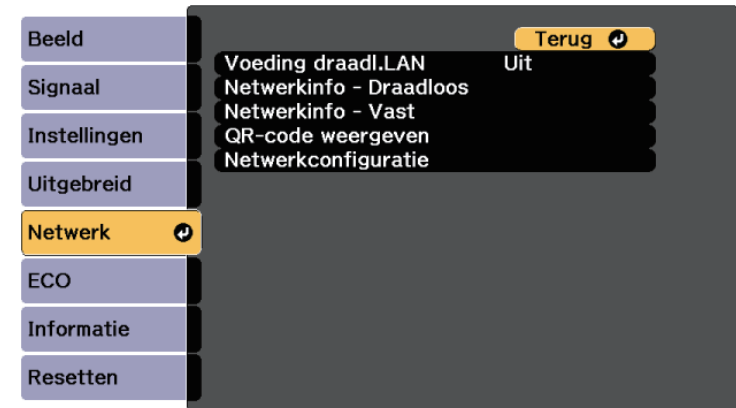 Beeld
Signaal
Instellingen
Uitgebreid
Netwerk
ECO
Informatie
Resetten
Terug
Voeding draadl.LAN Uit
Netwerkinfo - Draadloos
Netwerkinfo - Vast
QR-code weergeven
Netwerkconfiguratie